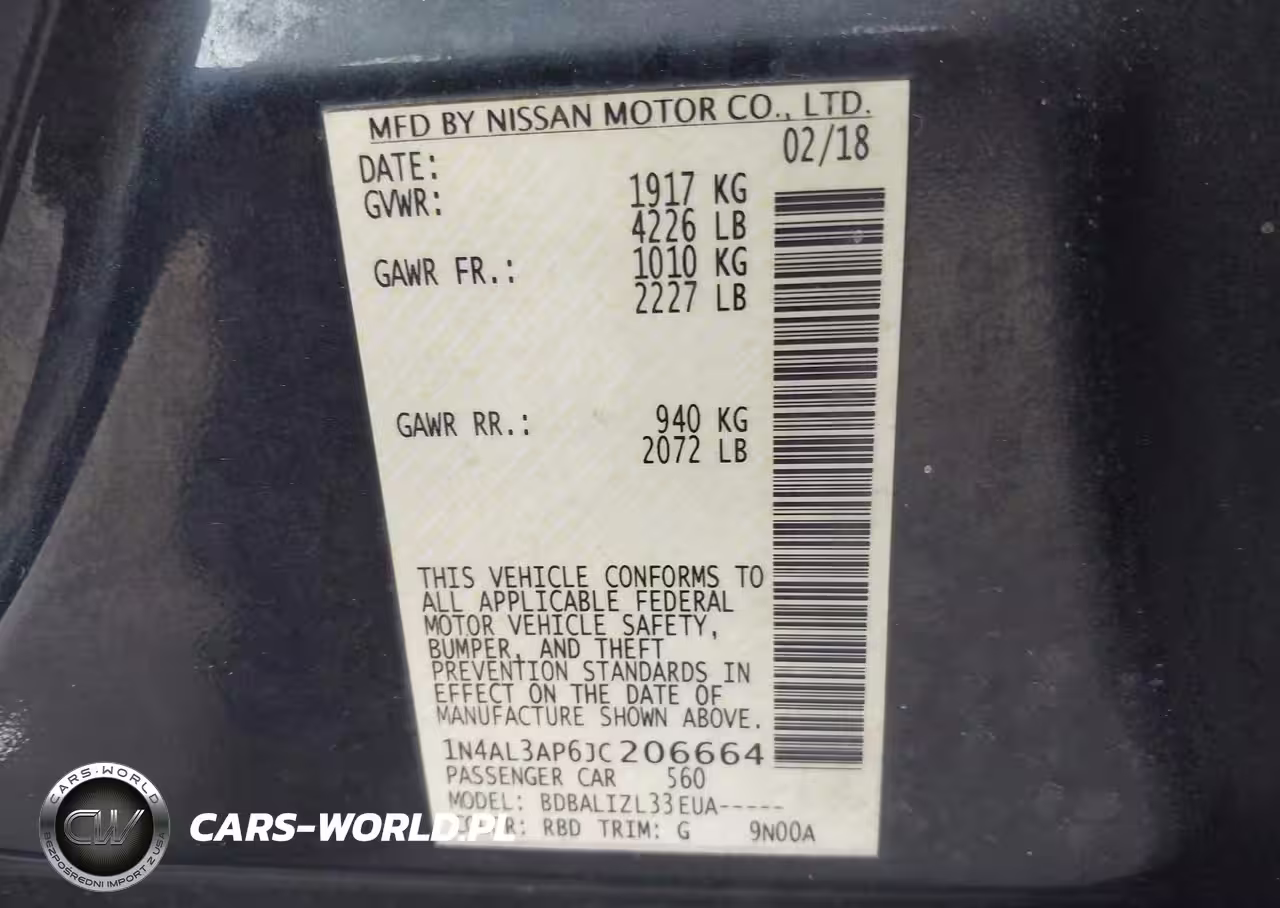 MFD BY NISSAN MOTOR CO., LTD.
DATE: 02/18
GVWR: 1917 KG
4226 LB
GAWR FR.: 1010 KG
2227 LB
GAWR RR.: 940 KG
2072 LB
THIS VEHICLE CONFORMS TO
ALL APPLICABLE FEDERAL
MOTOR VEHICLE SAFETY,
BUMPER, AND THEFT
PREVENTION STANDARDS IN
EFFECT ON THE DATE OF
MANUFACTURE SHOWN ABOVE.
1N4AL3AP6JC206664
PASSENGER CAR 560
MODEL: BDBALIZL33EUA-----
RBD TRIM: G 9N00A
CARS-WORLD
CW
BEZPOŚREDNI IMPORT Z USA
CARS-WORLD.PL